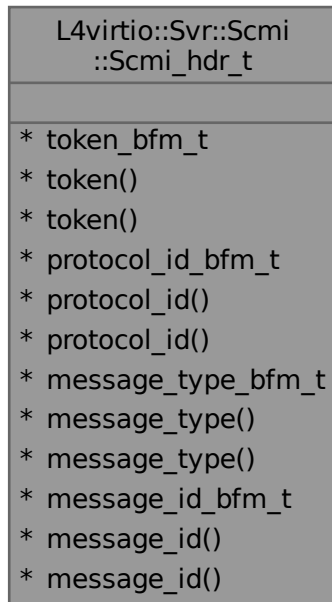 L4virtio::Svr::Scmi
::Scmi_hdr_t
* token_bfm_t
* token()
* token()
* protocol_id_bfm_t
* protocol_id()
* protocol_id()
* message_type_bfm_t
* message_type()
* message_type()
* message_id_bfm_t
* message_id()
* message_id()